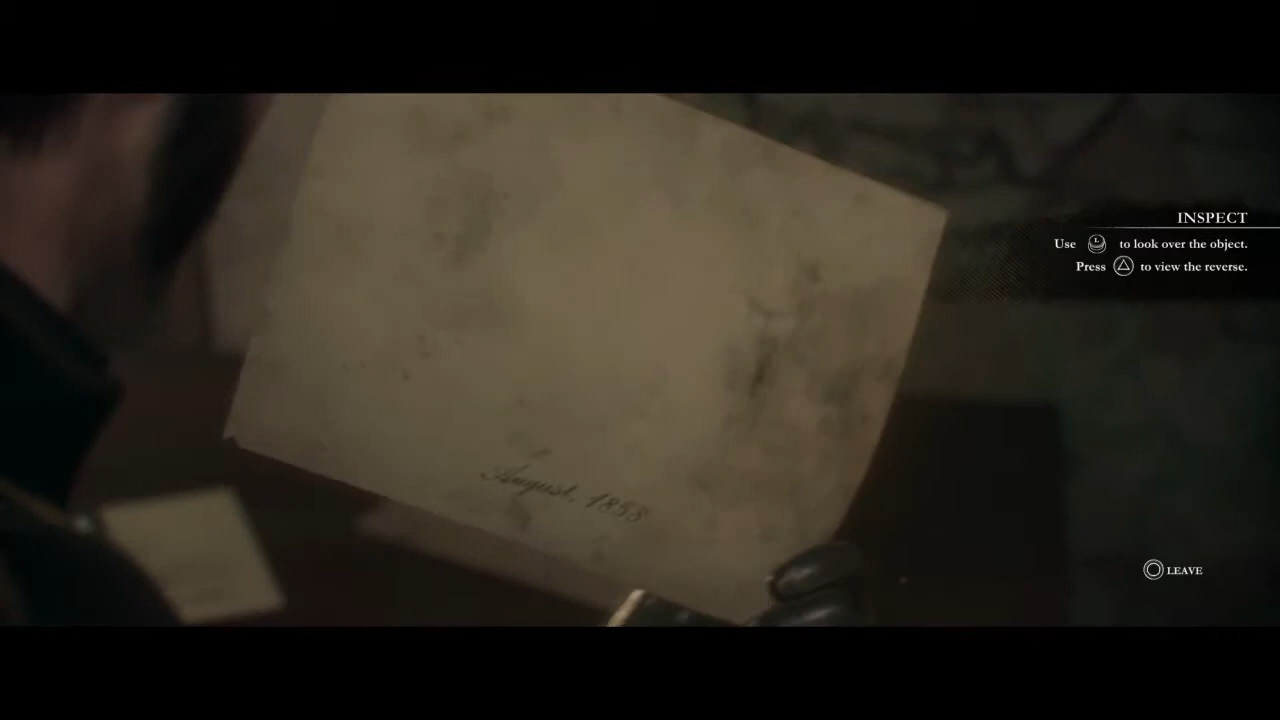 INSPECT
Use L to look over the object.
Press to view the reverse.
August, 1853
LEAVE